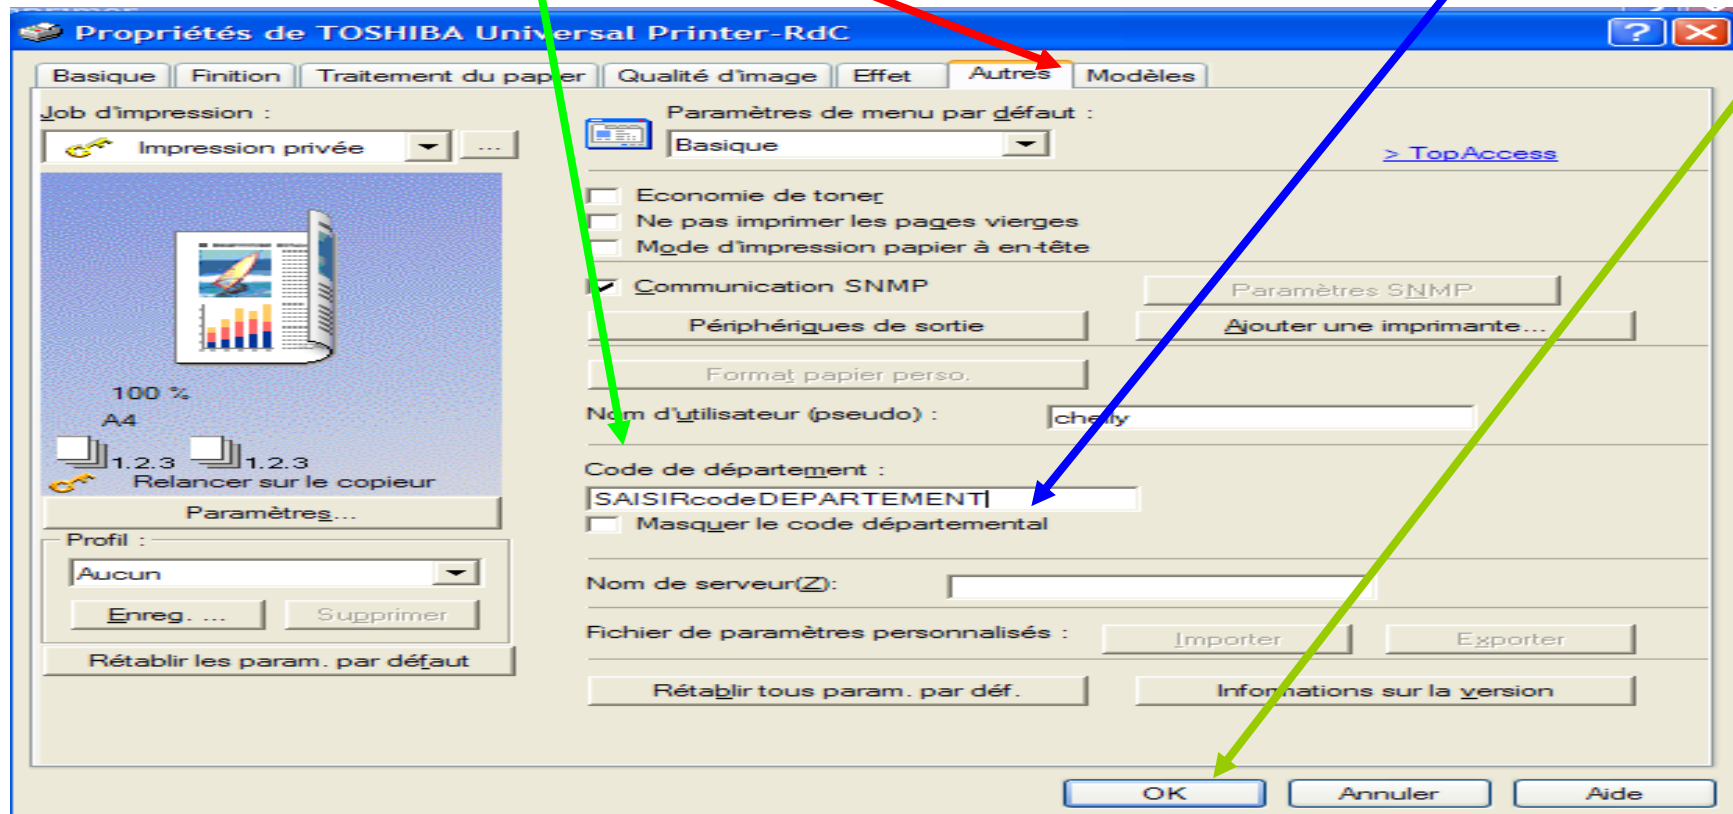 Propriétés de TOSHIBA Universal Printer-RdC
Basique Finition Traitement du papier Qualité d'image Effet Autres Modèles
Job d'impression :
Impression privée ...
100 %
A4
1.2.3 1.2.3
Relancer sur le copieur
Paramètres...
Profil :
Aucun
Enreg. ... Supprimer
Rétablir les param. par défaut
Paramètres de menu par défaut :
Basique
> TopAccess
Economie de toner
Ne pas imprimer les pages vierges
Mode d'impression papier à en-tête
Communication SNMP Paramètres SNMP
Périphériques de sortie Ajouter une imprimante...
Format papier perso.
Nom d'utilisateur (pseudo) : chelly
Code de département :
SAISIRcodeDEPARTEMENT
Masquer le code départemental
Nom de serveur(Z):
Fichier de paramètres personnalisés : Importer Exporter
Rétablir tous param. par déf. Informations sur la version
OK Annuler Aide